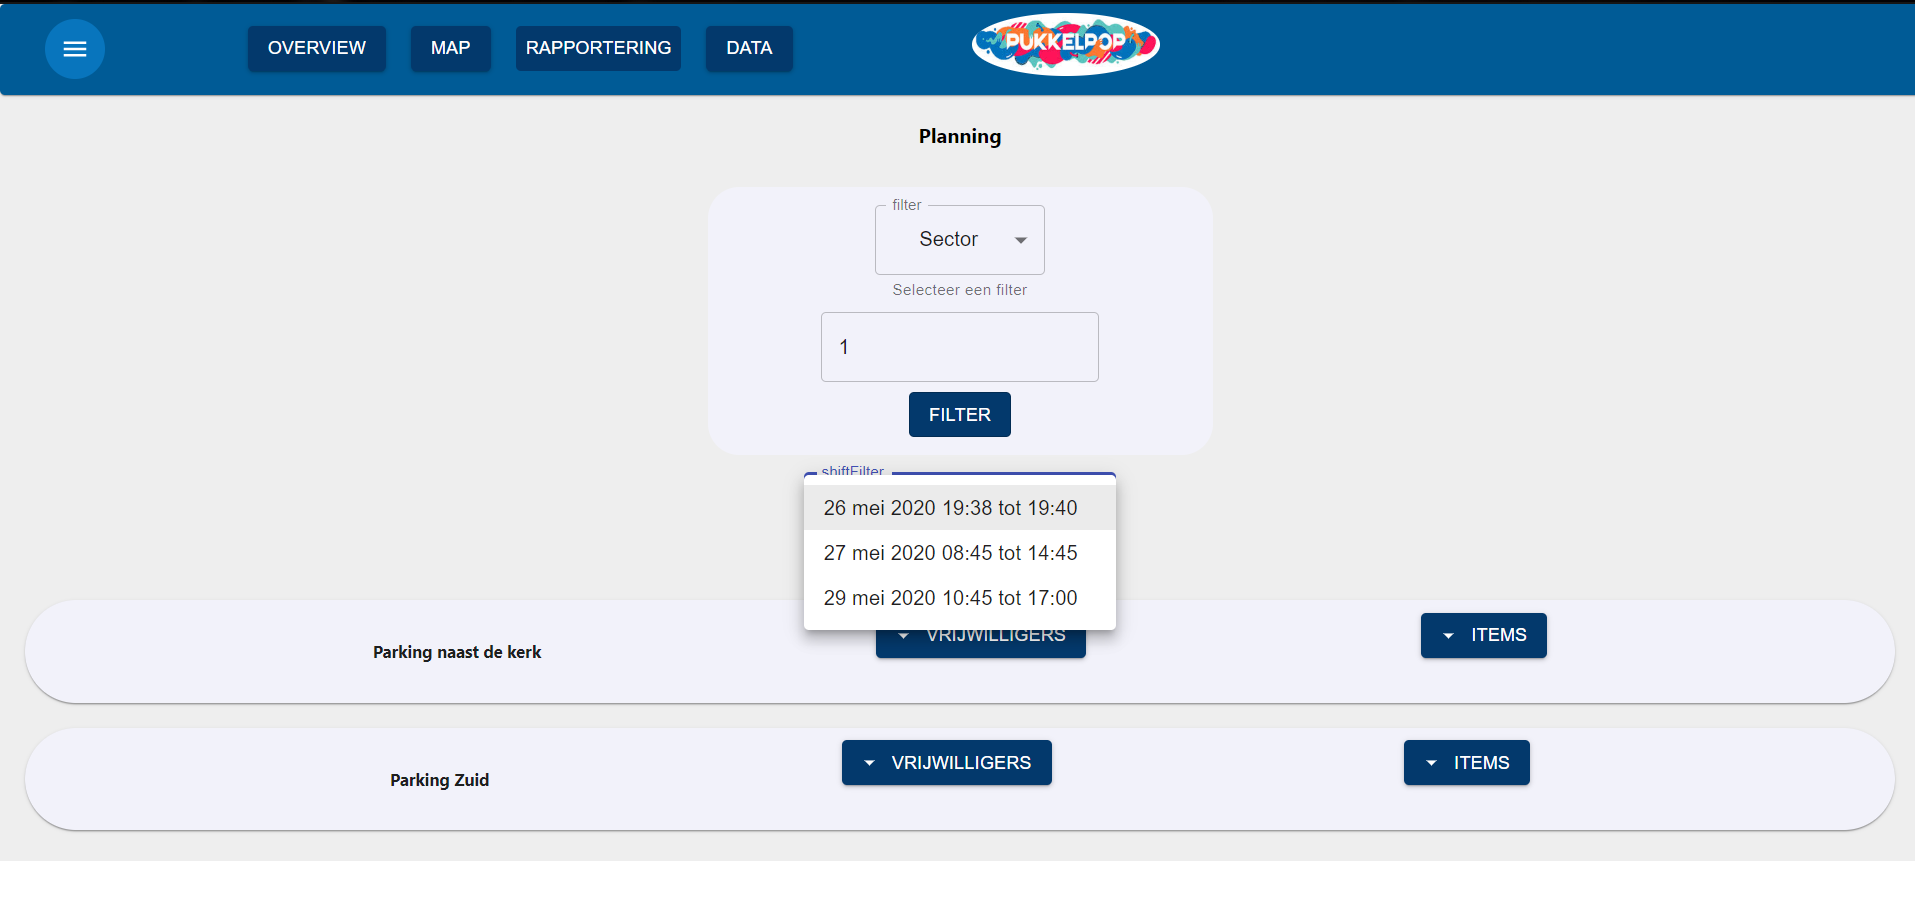 OVERVIEW
MAP
RAPPORTERING
DATA
PUKKELPOP
Planning
filter
Sector
Selecteer een filter
1
FILTER
shiftFilter
26 mei 2020 19:38 tot 19:40
27 mei 2020 08:45 tot 14:45
29 mei 2020 10:45 tot 17:00
Parking naast de kerk
VRIJWILLIGERS
ITEMS
Parking Zuid
VRIJWILLIGERS
ITEMS